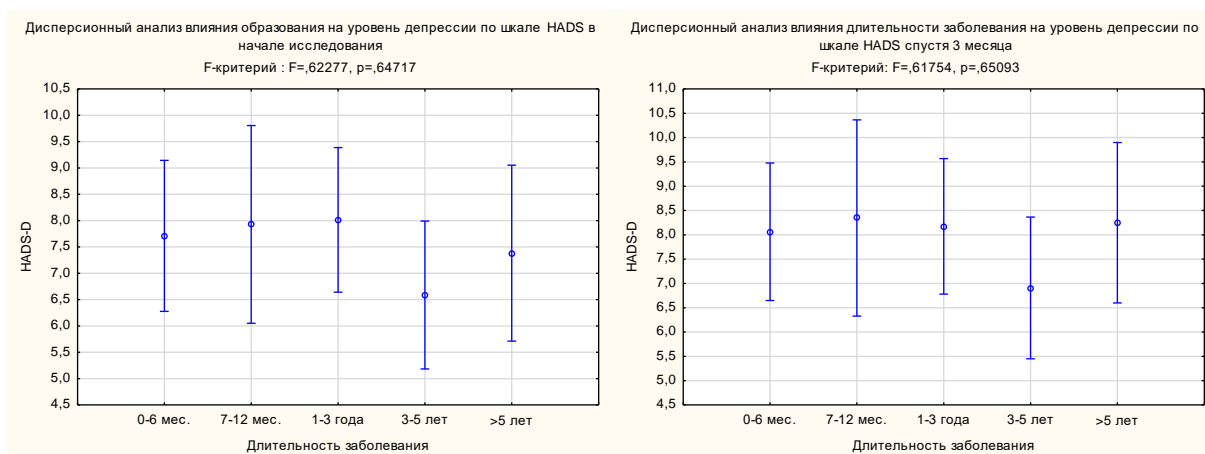 Дисперсионный анализ влияния образования на уровень депрессии по шкале HADS в
начале исследования
F-критерий : F=,62277, p=,64717
10,5
10,0
9,5
9,0
8,5
8,0
7,5
7,0
6,5
6,0
5,5
5,0
4,5
HADS-D
0-6 мес.
7-12 мес.
1-3 года
3-5 лет
>5 лет
Длительность заболевания
Дисперсионный анализ влияния длительности заболевания на уровень депрессии по
шкале HADS спустя 3 месяца
F-критерий: F=,61754, p=,65093
11,0
10,5
10,0
9,5
9,0
8,5
8,0
7,5
7,0
6,5
6,0
5,5
5,0
4,5
HADS-D
0-6 мес.
7-12 мес.
1-3 года
3-5 лет
>5 лет
Длительность заболевания